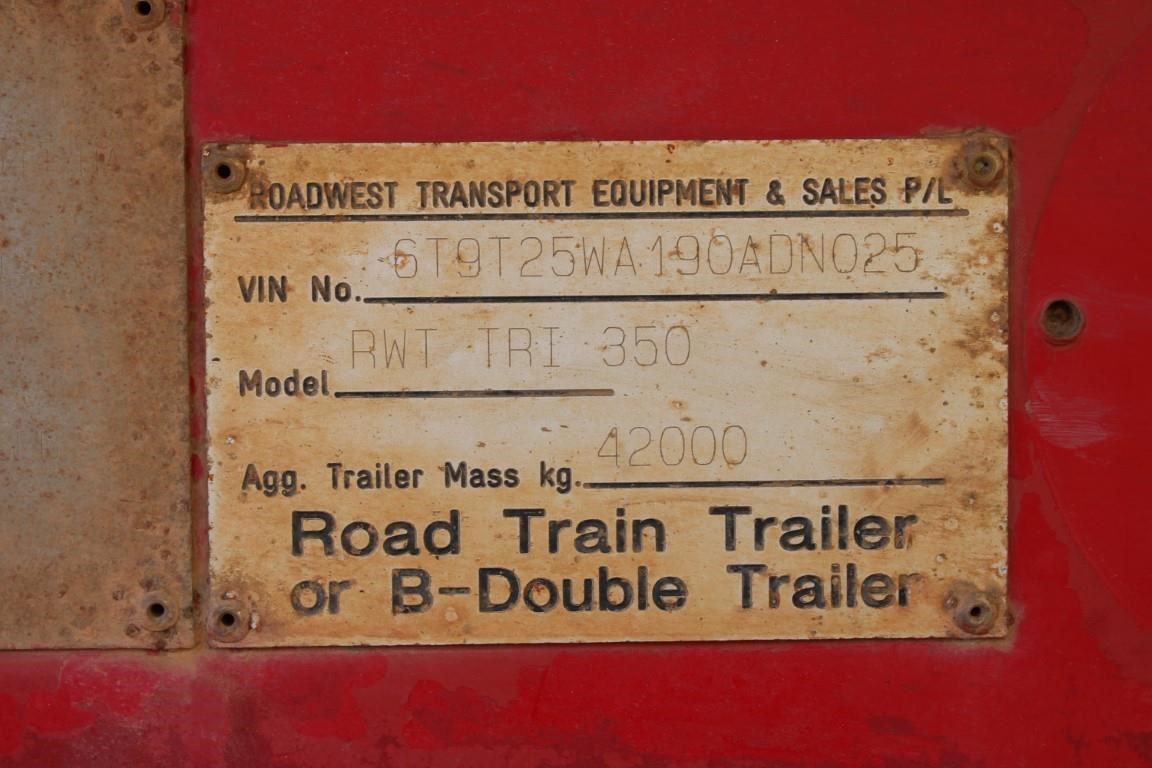 ROADWEST TRANSPORT EQUIPMENT & SALES P/L
VIN No. 6T9T25WA190ADN025
Model RWT TRI 350
Agg. Trailer Mass kg. 42000
Road Train Trailer
or B-Double Trailer